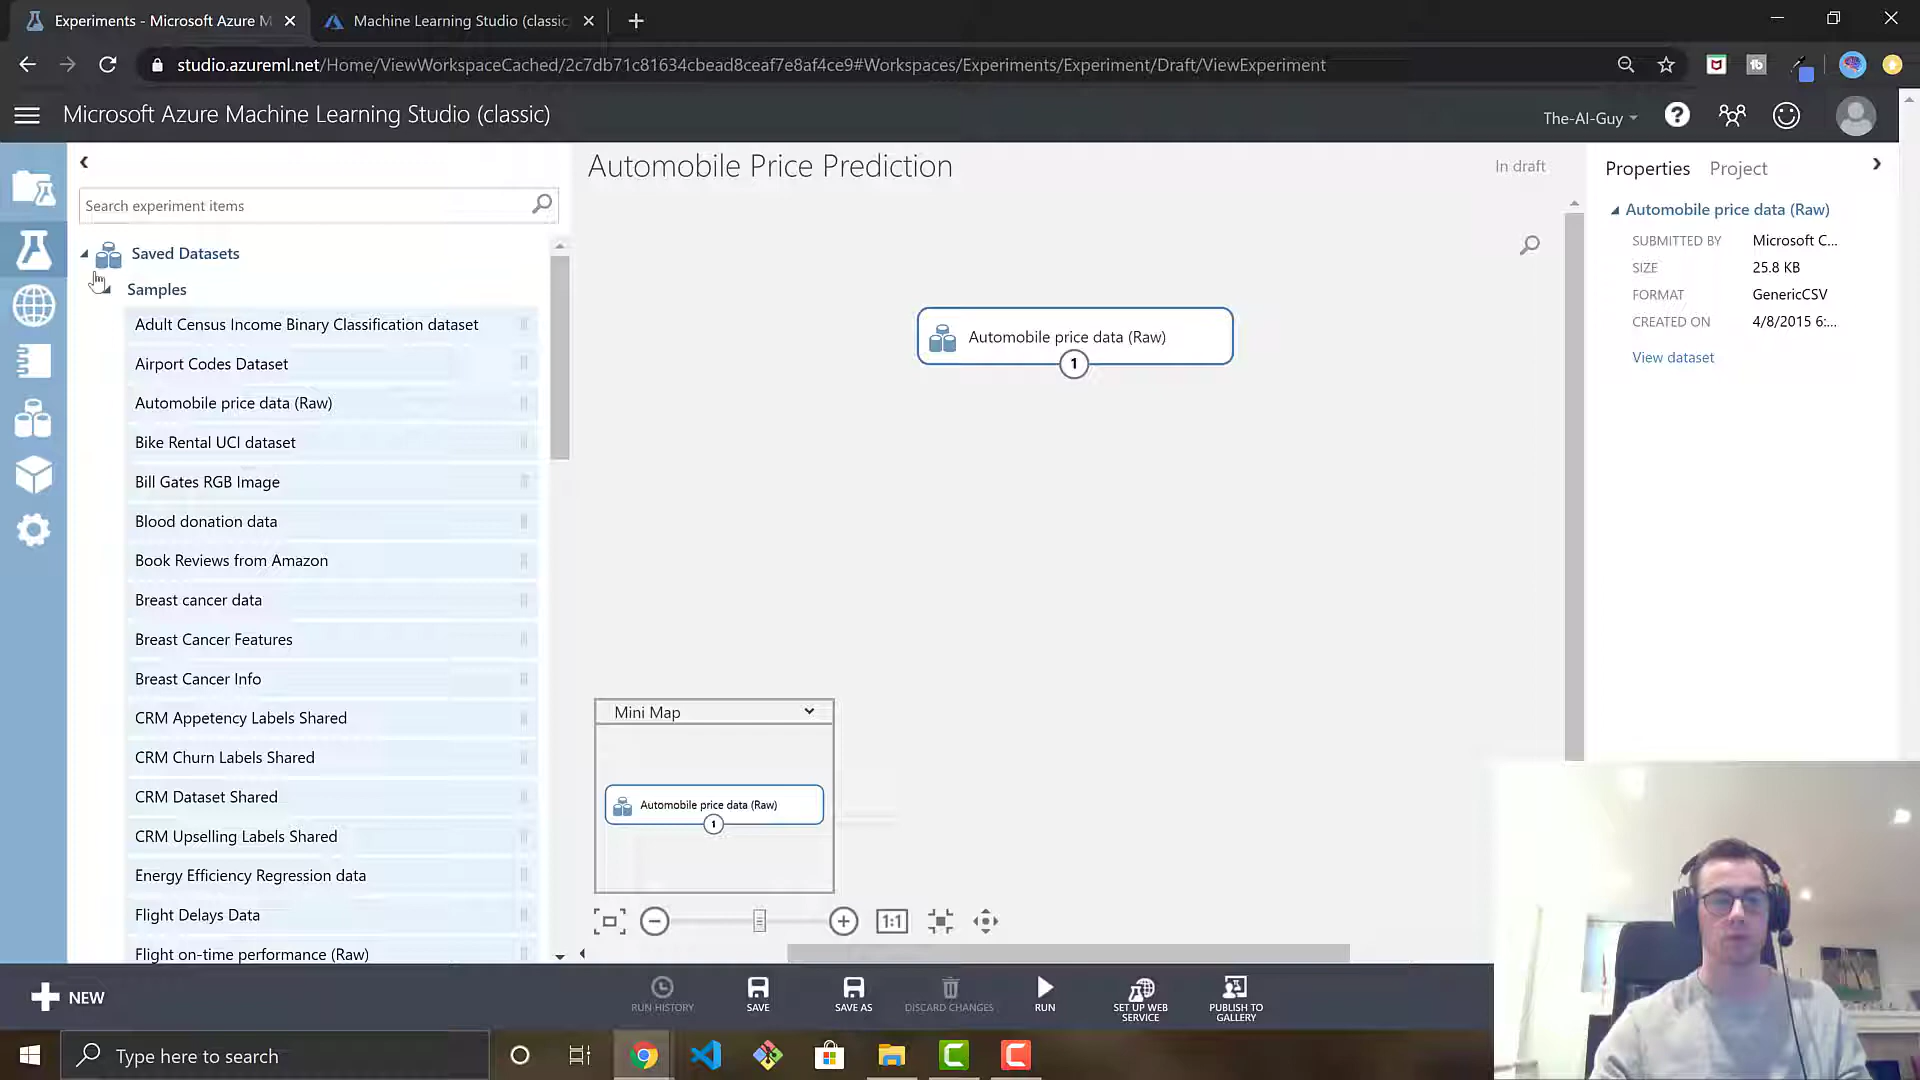 Experiments - Microsoft Azure M
Machine Learning Studio (classic
studio.azureml.net/Home/ViewWorkspaceCached/2c7db71c81634cbead8ceaf7e8af4ce9#Workspaces/Experiments/Experiment/Draft/ViewExperiment
Microsoft Azure Machine Learning Studio (classic)
The-AI-Guy
Search experiment items
Saved Datasets
Samples
Adult Census Income Binary Classification dataset
Airport Codes Dataset
Automobile price data (Raw)
Bike Rental UCI dataset
Bill Gates RGB Image
Blood donation data
Book Reviews from Amazon
Breast cancer data
Breast Cancer Features
Breast Cancer Info
CRM Appetency Labels Shared
CRM Churn Labels Shared
CRM Dataset Shared
CRM Upselling Labels Shared
Energy Efficiency Regression data
Flight Delays Data
Flight on-time performance (Raw)
Automobile Price Prediction
In draft
Automobile price data (Raw)
1
Mini Map
Automobile price data (Raw)
1
1:1
Properties Project
Automobile price data (Raw)
SUBMITTED BY Microsoft C...
SIZE 25.8 KB
FORMAT GenericCSV
CREATED ON 4/8/2015 6:...
View dataset
NEW
RUN HISTORY
SAVE
SAVE AS
DISCARD CHANGES
RUN
SET UP WEB
SERVICE
PUBLISH TO
GALLERY
Type here to search